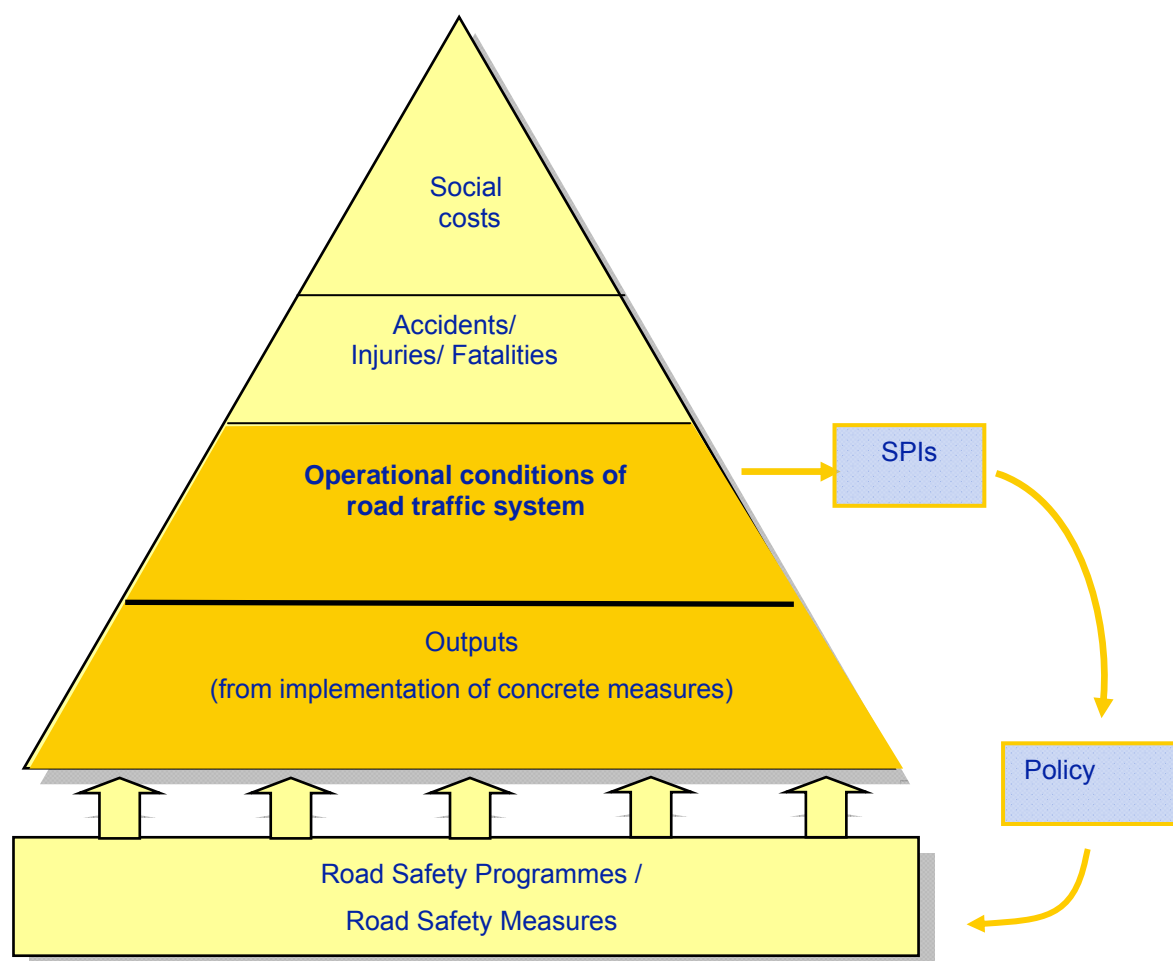 Social
costs
Accidents/
Injuries/ Fatalities
Operational conditions of
road traffic system
SPIs
Outputs
(from implementation of concrete measures)
Policy
Road Safety Programmes /
Road Safety Measures